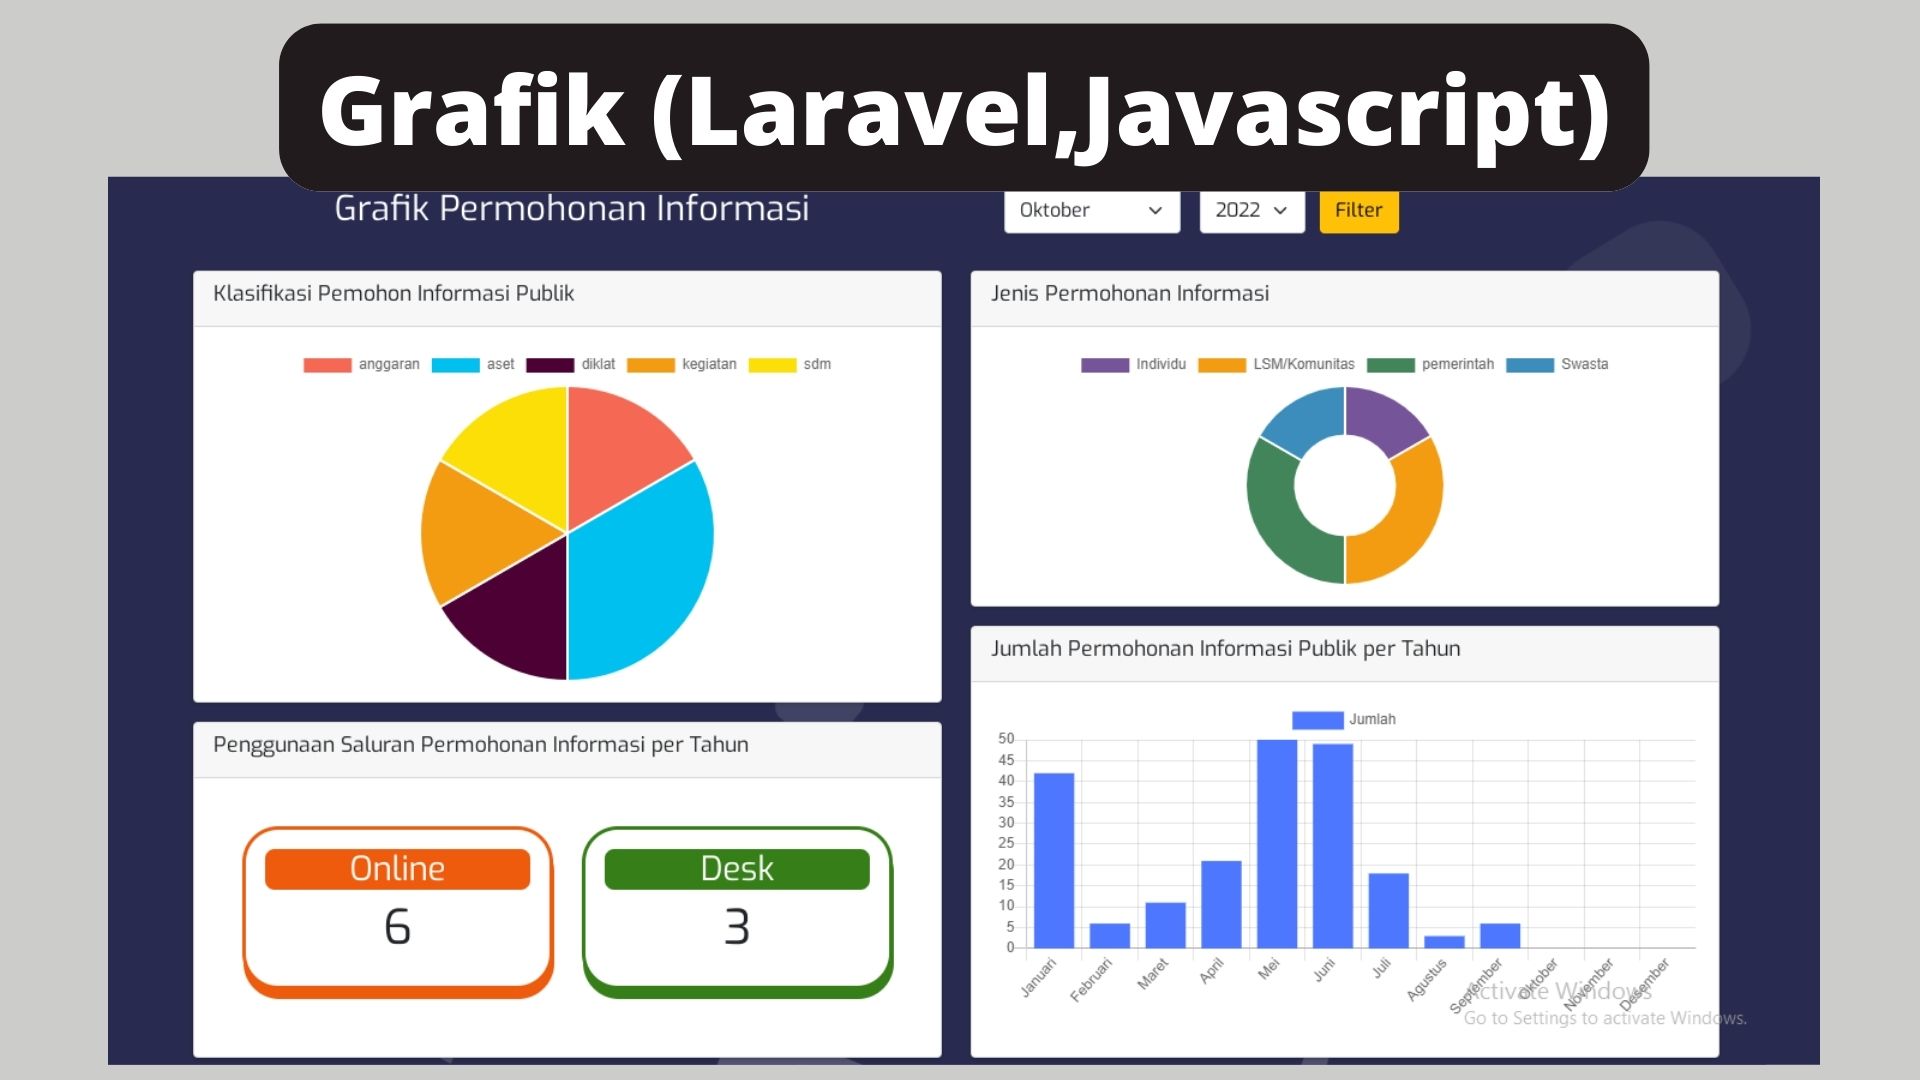 Grafik (Laravel,Javascript)
Grafik Permohonan Informasi
Oktober
2022
Filter
Klasifikasi Pemohon Informasi Publik
anggaran aset diklat kegiatan sdm
Jenis Permohonan Informasi
Individu LSM/Komunitas pemerintah Swasta
Penggunaan Saluran Permohonan Informasi per Tahun
Online
6
Desk
3
Jumlah Permohonan Informasi Publik per Tahun
Jumlah
50
45
40
35
30
25
20
15
10
5
0
Januari
Februari
Maret
April
Mei
Juni
Juli
Agustus
September
Oktober
November
Desember
Activate Windows
Go to Settings to activate Windows.